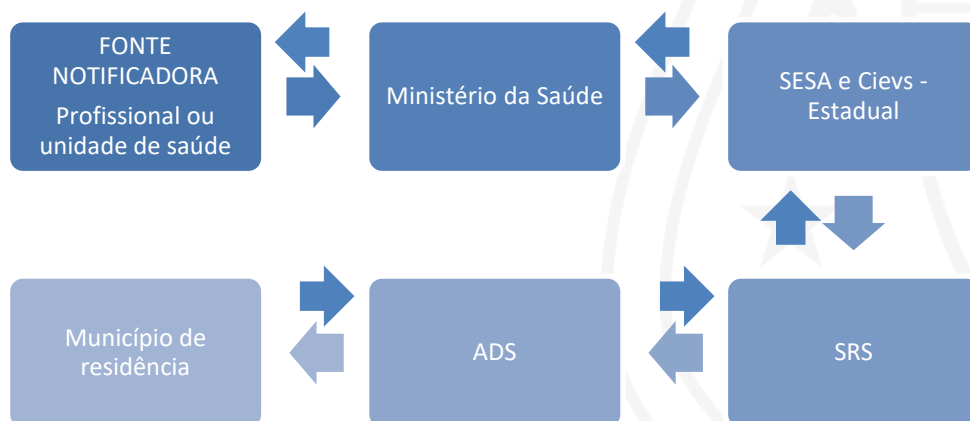 FONTE
NOTIFICADORA
Profissional ou
unidade de saúde
Ministério da Saúde
SESA e Cievs -
Estadual
Município de
residência
ADS
SRS